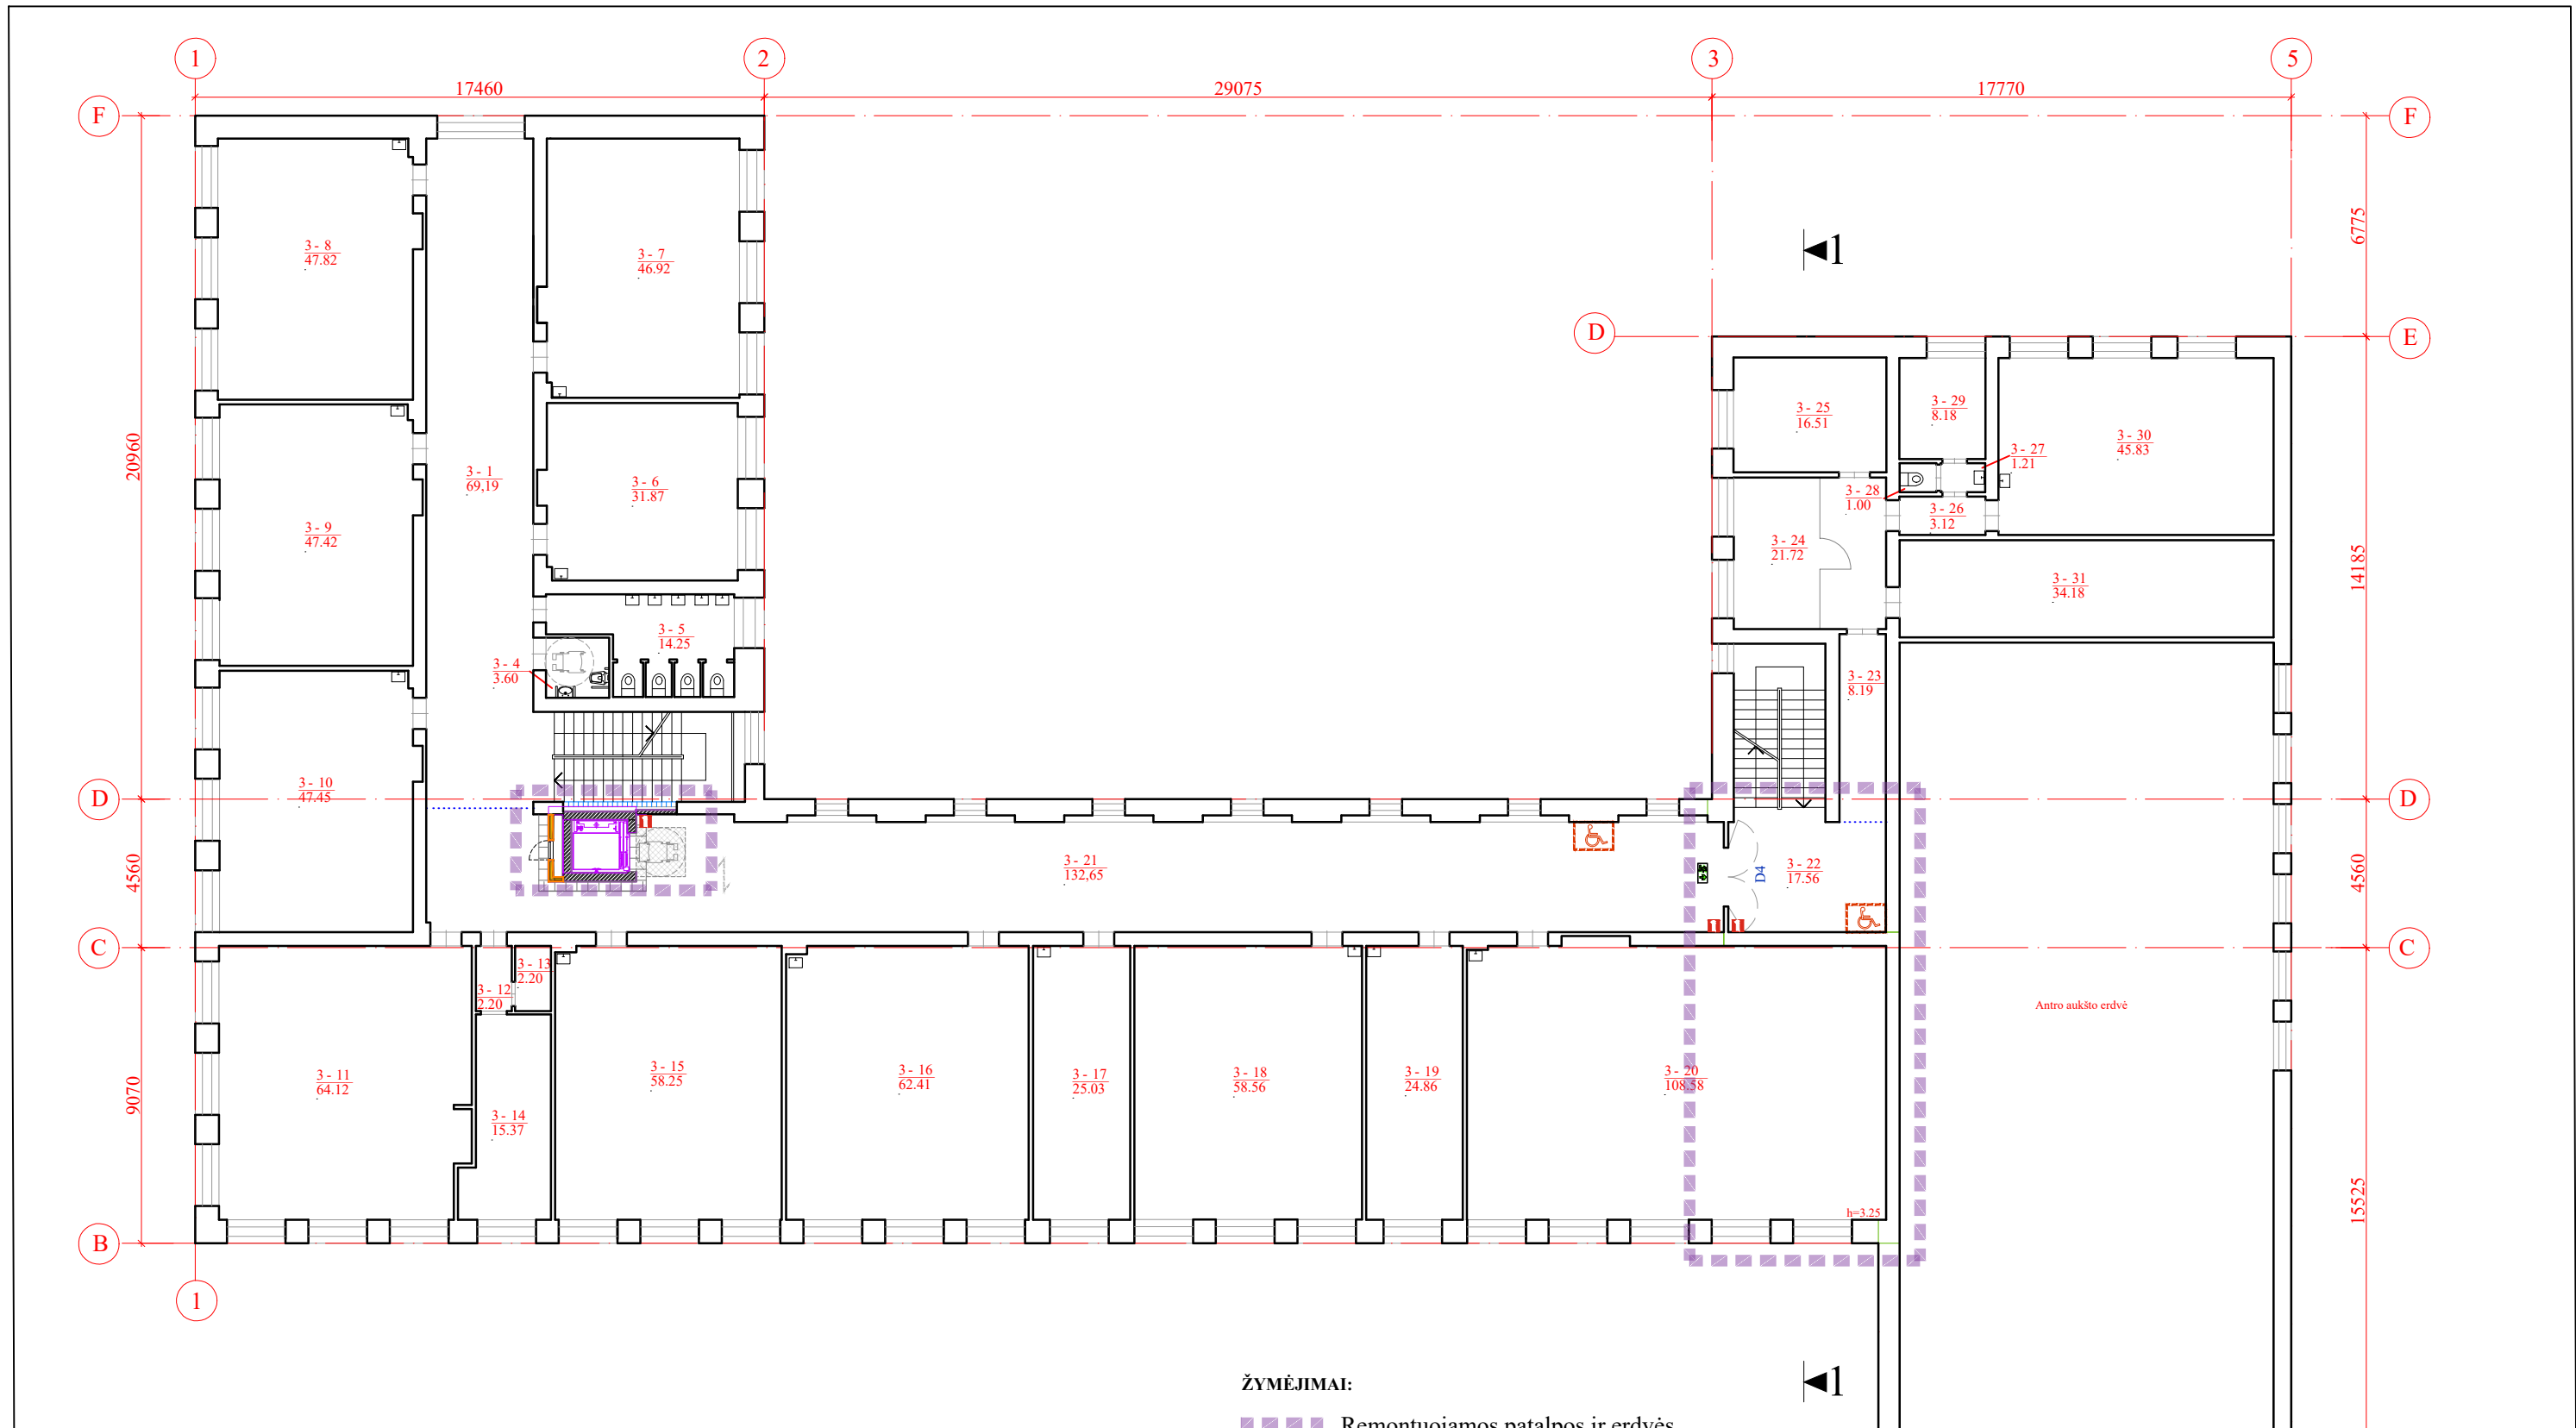 1
2
3
5
17460
29075
17770
F
F
3 - 8
47.82
3 - 7
46.92
6775
1
D
E
3 - 25
16.51
3 - 29
8.18
3 - 30
45.83
3 - 27
1.21
20960
3 - 1
69,19
3 - 6
31.87
3 - 28
1.00
3 - 26
3.12
3 - 9
47.42
3 - 24
21.72
14185
3 - 31
34.18
3 - 5
14.25
3 - 4
3.60
3 - 23
8.19
3 - 10
47.45
D
D
4560
3 - 21
132,65
D4
3 - 22
17.56
4560
C
C
3 - 13
2.20
3 - 12
2.20
Antro aukšto erdvė
3 - 11
64.12
3 - 15
58.25
3 - 16
62.41
3 - 17
25.03
3 - 18
58.56
3 - 19
24.86
3 - 20
108.58
9070
3 - 14
15.37
h=3.25
15525
B
1
ŽYMĖJIMAI:
1
Remontuojamos patalpos ir erdvės